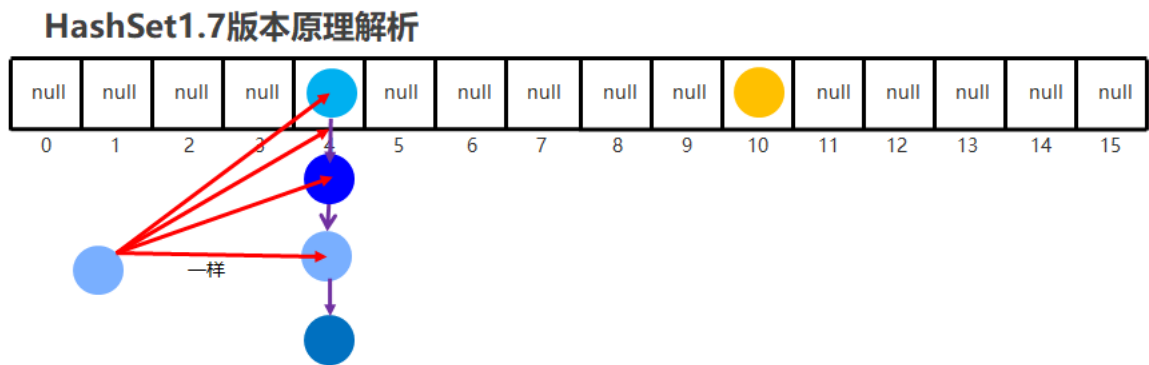 HashSet1.7版本原理解析
null null null null null null null null null null null null null null
0 1 2 3 4 5 6 7 8 9 10 11 12 13 14 15
一样